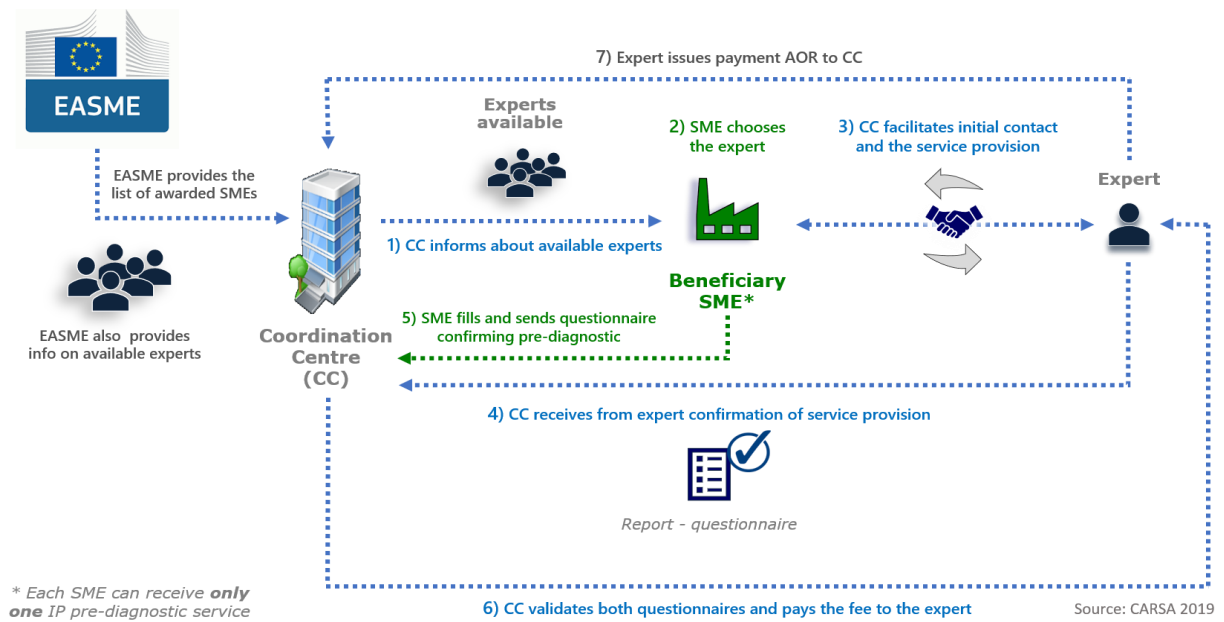 EASME
7) Expert issues payment AOR to CC
Experts
available
2) SME chooses
the expert
3) CC facilitates initial contact
and the service provision
EASME provides the
list of awarded SMEs
Expert
1) CC informs about available experts
Beneficiary
SME*
EASME also provides
info on available experts
Coordination
Centre
(CC)
5) SME fills and sends questionnaire
confirming pre-diagnostic
4) CC receives from expert confirmation of service provision
Report - questionnaire
* Each SME can receive only
one IP pre-diagnostic service
6) CC validates both questionnaires and pays the fee to the expert
Source: CARSA 2019